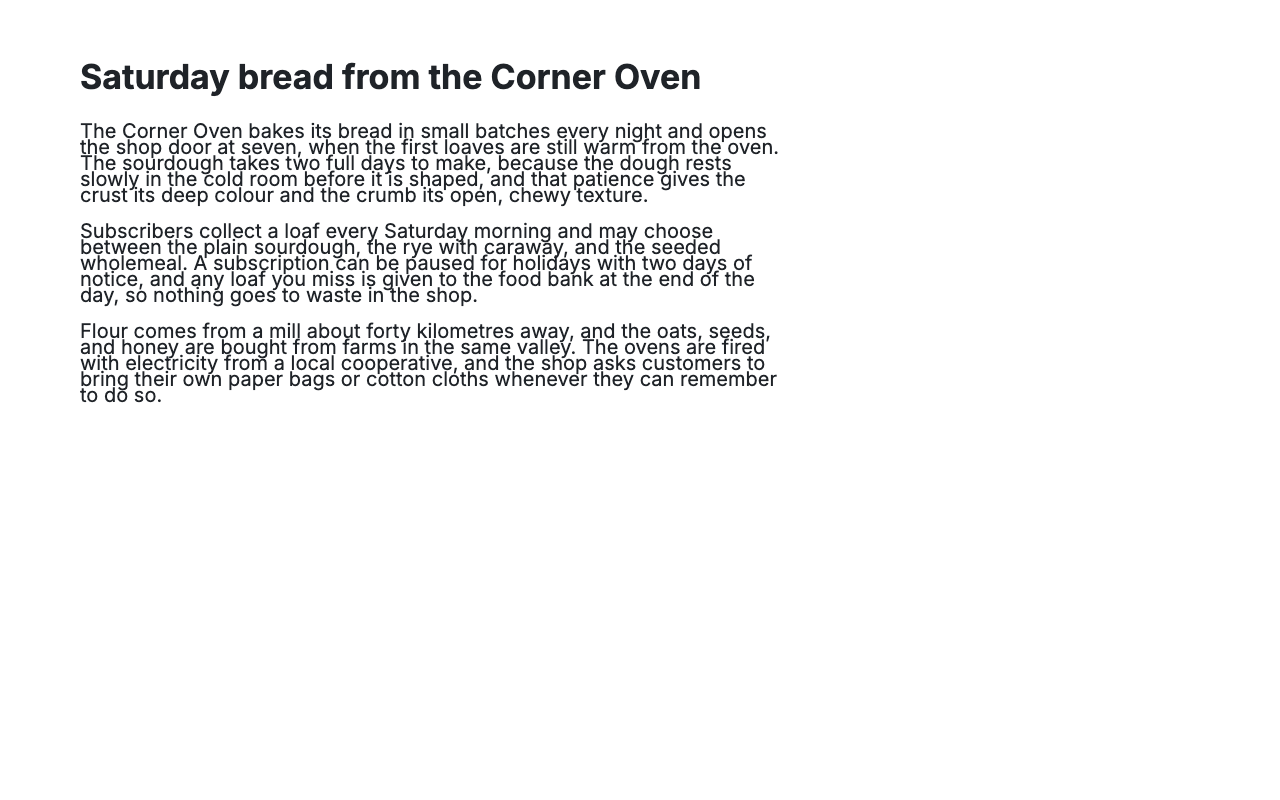 Saturday bread from the Corner Oven
The Corner Oven bakes its bread in small batches every night and opens
the shop door at seven, when the first loaves are still warm from the oven.
The sourdough takes two full days to make, because the dough rests
slowly in the cold room before it is shaped, and that patience gives the
crust its deep colour and the crumb its open, chewy texture.
Subscribers collect a loaf every Saturday morning and may choose
between the plain sourdough, the rye with caraway, and the seeded
wholemeal. A subscription can be paused for holidays with two days of
notice, and any loaf you miss is given to the food bank at the end of the
day, so nothing goes to waste in the shop.
Flour comes from a mill about forty kilometres away, and the oats, seeds,
and honey are bought from farms in the same valley. The ovens are fired
with electricity from a local cooperative, and the shop asks customers to
bring their own paper bags or cotton cloths whenever they can remember
to do so.